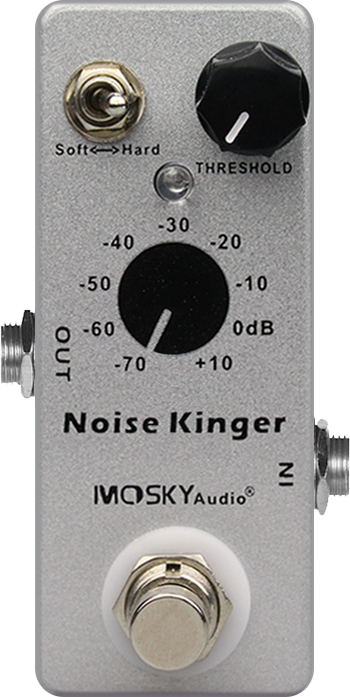 Soft<—>Hard
THRESHOLD
-30
-40 -20
-50 -10
-60 0dB
-70 +10
OUT
Noise Kinger
IN
MOSKYAudio®